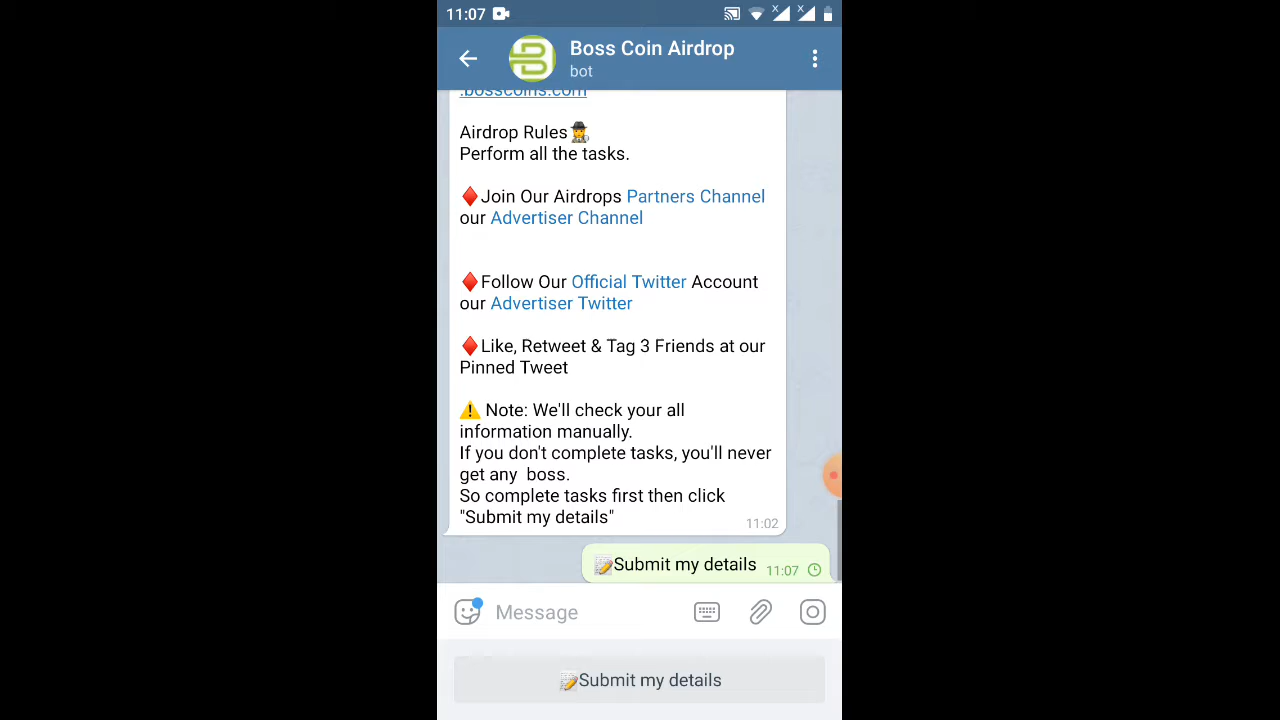 11:07
Boss Coin Airdrop
bot
.bosscoins.com
Airdrop Rules🕵
Perform all the tasks.
♦️Join Our Airdrops Partners Channel
our Advertiser Channel
♦️Follow Our Official Twitter Account
our Advertiser Twitter
♦️Like, Retweet & Tag 3 Friends at our
Pinned Tweet
⚠️ Note: We'll check your all
information manually.
If you don't complete tasks, you'll never
get any  boss.
So complete tasks first then click
"Submit my details"
11:02
📝Submit my details 11:07
Message
📝Submit my details